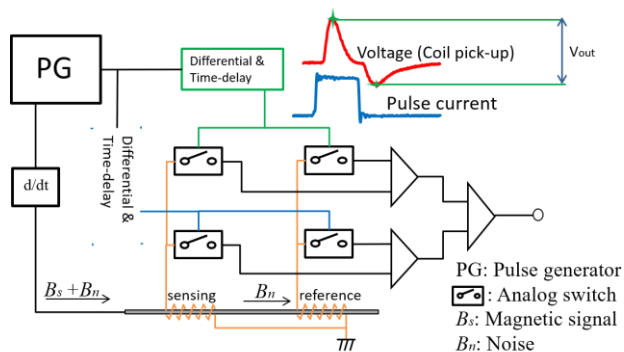 PG
Differential &
Time-delay
Voltage (Coil pick-up)
Vout
Pulse current
Differential &
Time-delay
d/dt
Bs +Bn
sensing
Bn
reference
PG: Pulse generator
: Analog switch
Bs: Magnetic signal
Bn: Noise